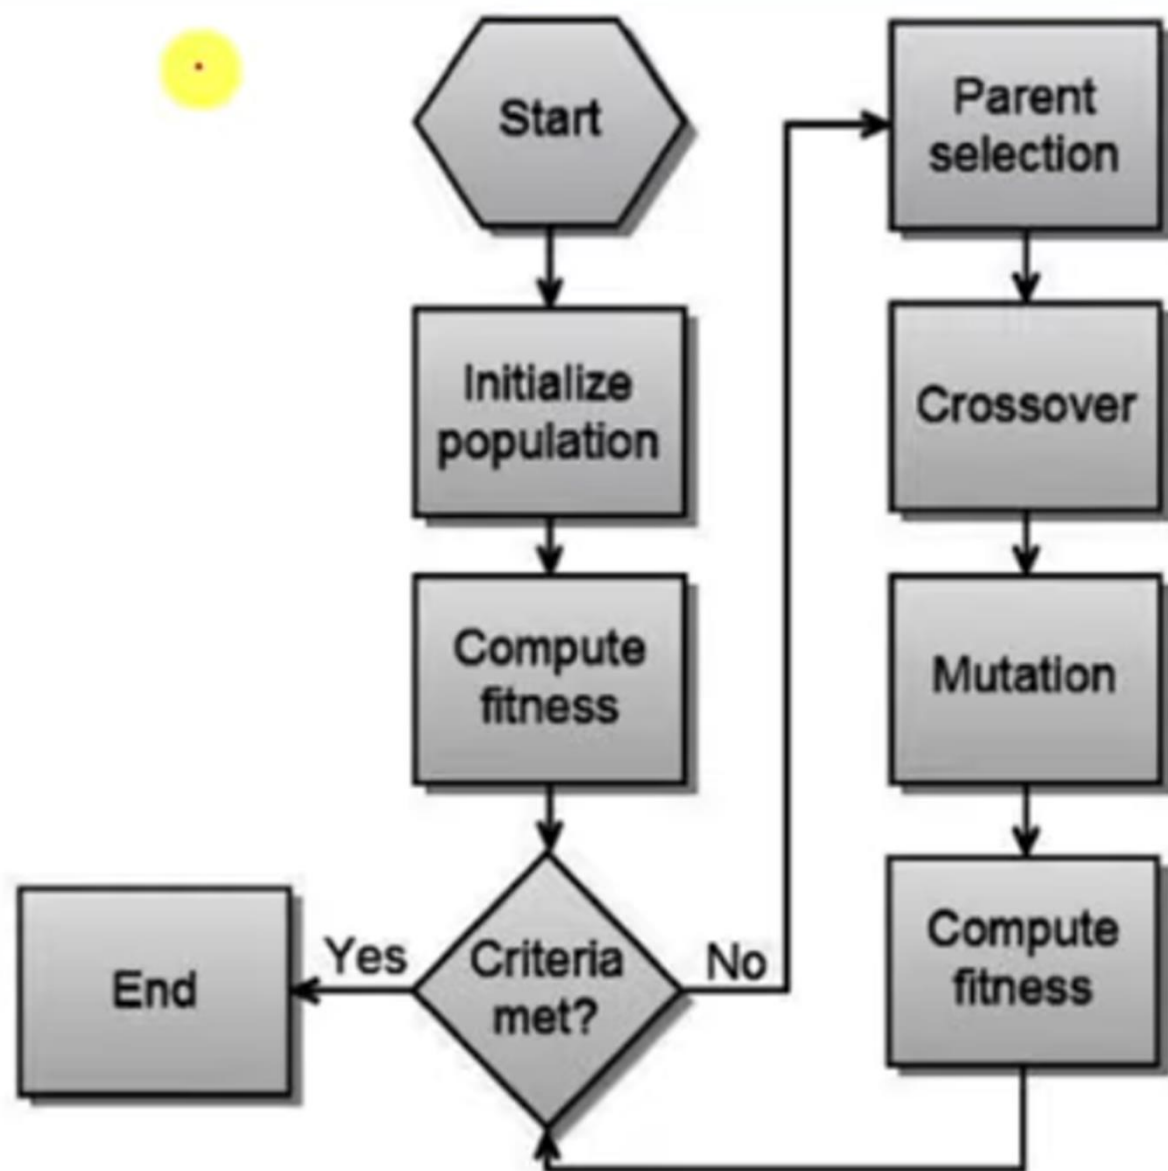 Start
Initialize
population
Compute
fitness
Criteria
met?
Yes
End
No
Parent
selection
Crossover
Mutation
Compute
fitness